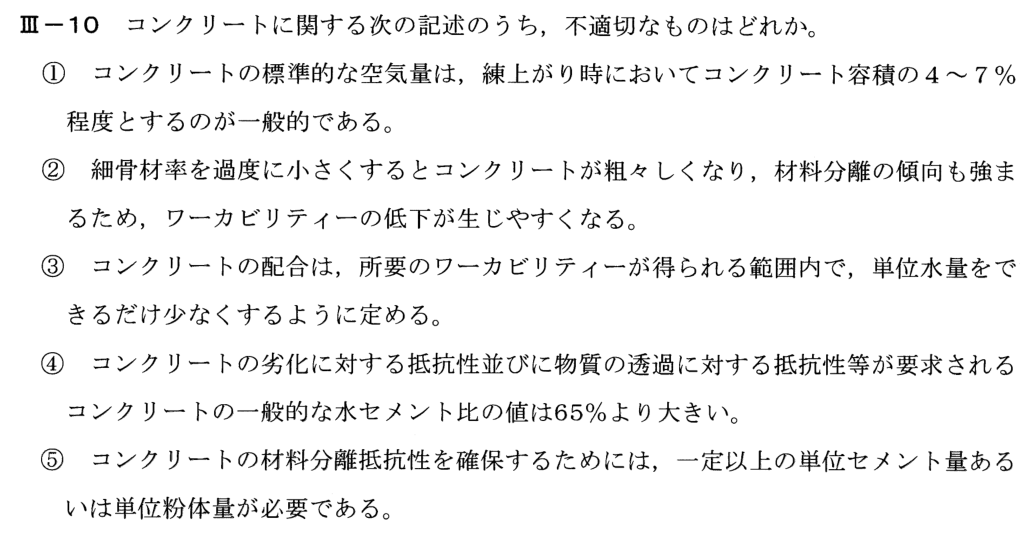 Ⅲ－10　コンクリートに関する次の記述のうち，不適切なものはどれか。
①　コンクリートの標準的な空気量は，練上がり時においてコンクリート容積の４～７％
程度とするのが一般的である。
②　細骨材率を過度に小さくするとコンクリートが粗々しくなり，材料分離の傾向も強ま
るため，ワーカビリティーの低下が生じやすくなる。
③　コンクリートの配合は，所要のワーカビリティーが得られる範囲内で，単位水量をで
きるだけ少なくするように定める。
④　コンクリートの劣化に対する抵抗性並びに物質の透過に対する抵抗性等が要求される
コンクリートの一般的な水セメント比の値は65％より大きい。
⑤　コンクリートの材料分離抵抗性を確保するためには，一定以上の単位セメント量ある
いは単位粉体量が必要である。